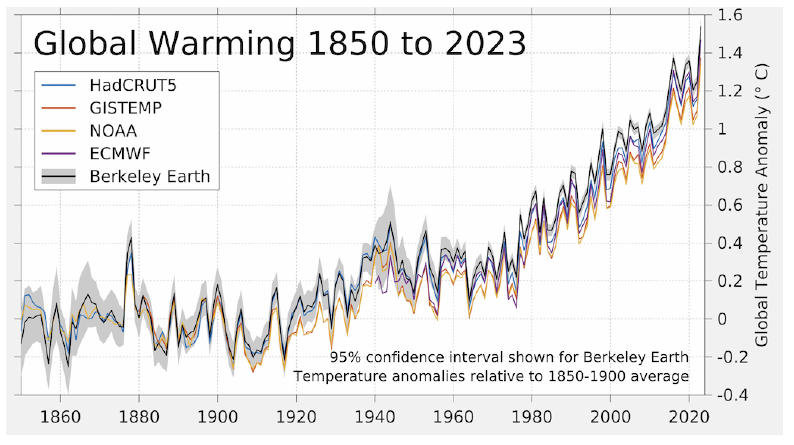 Global Warming 1850 to 2023
HadCRUT5
GISTEMP
NOAA
ECMWF
Berkeley Earth
1.6
1.4
1.2
1
0.8
0.6
0.4
0.2
0
-0.2
-0.4
Global Temperature Anomaly (° C)
95% confidence interval shown for Berkeley Earth
Temperature anomalies relative to 1850-1900 average
1860 1880 1900 1920 1940 1960 1980 2000 2020